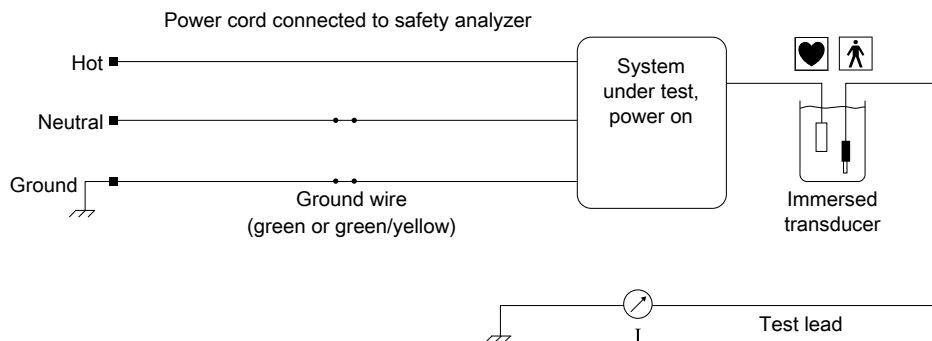 Power cord connected to safety analyzer
Hot
Neutral
Ground
Ground wire
(green or green/yellow)
System
under test,
power on
Immersed
transducer
Test lead
I